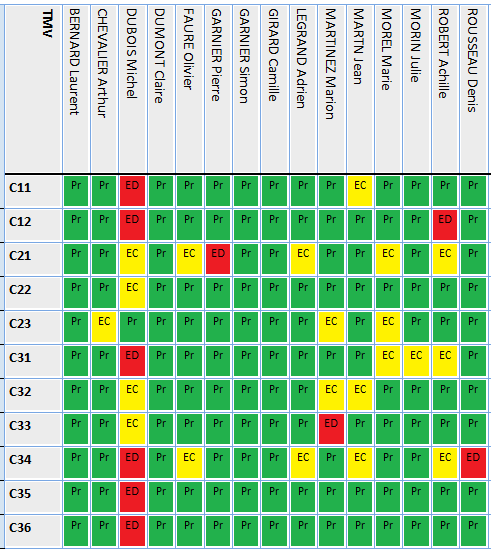 TMV BERNARD Laurent CHEVALIER Arthur DUBOIS Michel DUMONT Claire FAURE Olivier GARNIER Pierre GARNIER Simon GIRARD Camille LEGRAND Adrien MARTINEZ Marion MARTN Jean MOREL Marie MORIN Julie ROBERT Achille ROUSSEAU Denis
C11 Pr Pr ED Pr Pr Pr Pr Pr Pr Pr EC Pr Pr Pr Pr
C12 Pr Pr ED Pr Pr Pr Pr Pr Pr Pr Pr Pr Pr ED Pr
C21 Pr Pr EC Pr EC ED Pr Pr EC Pr Pr EC Pr EC Pr
C22 Pr Pr EC Pr Pr Pr Pr Pr Pr Pr Pr Pr Pr Pr Pr
C23 Pr EC Pr Pr Pr Pr Pr Pr Pr EC Pr EC Pr Pr Pr
C31 Pr Pr ED Pr Pr Pr Pr Pr Pr Pr Pr EC EC EC Pr
C32 Pr Pr EC Pr Pr Pr Pr Pr Pr EC EC Pr Pr Pr Pr
C33 Pr Pr EC Pr Pr Pr Pr Pr Pr ED Pr Pr Pr Pr Pr
C34 Pr Pr ED Pr EC Pr Pr Pr EC Pr EC Pr Pr EC ED
C35 Pr Pr ED Pr Pr Pr Pr Pr Pr Pr Pr Pr Pr Pr Pr
C36 Pr Pr ED Pr Pr Pr Pr Pr Pr Pr Pr Pr Pr Pr Pr